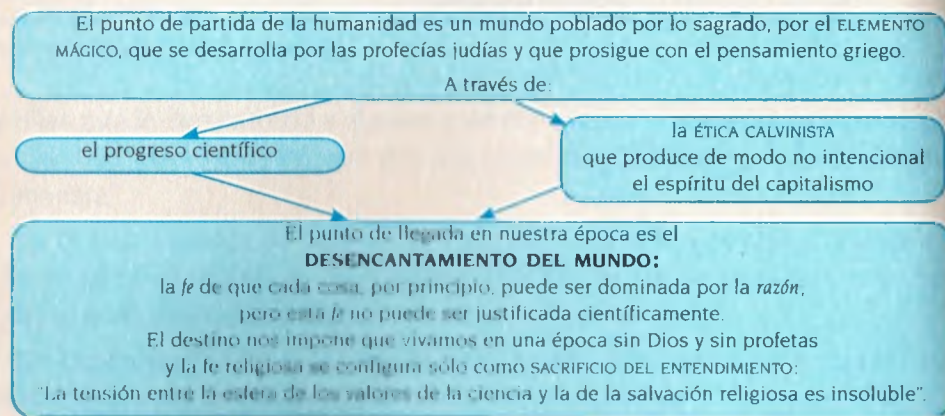 El punto de partida de la humanidad es un mundo poblado por lo sagrado, por el ELEMENTO
MÁGICO, que se desarrolla por las profecías judías y que prosigue con el pensamiento griego.
A través de:
el progreso científico
la ÉTICA CALVINISTA
que produce de modo no intencional
el espíritu del capitalismo
El punto de llegada en nuestra época es el
DESENCANTAMIENTO DEL MUNDO:
la fe de que cada cosa, por principio, puede ser dominada por la razón,
pero esta fe no puede ser justificada científicamente.
El destino nos impone que vivamos en una época sin Dios y sin profetas
y la fe religiosa se configura sólo como SACRIFICIO DEL ENTENDIMIENTO:
"La tensión entre la esfera de los valores de la ciencia y la de la salvación religiosa es insoluble".